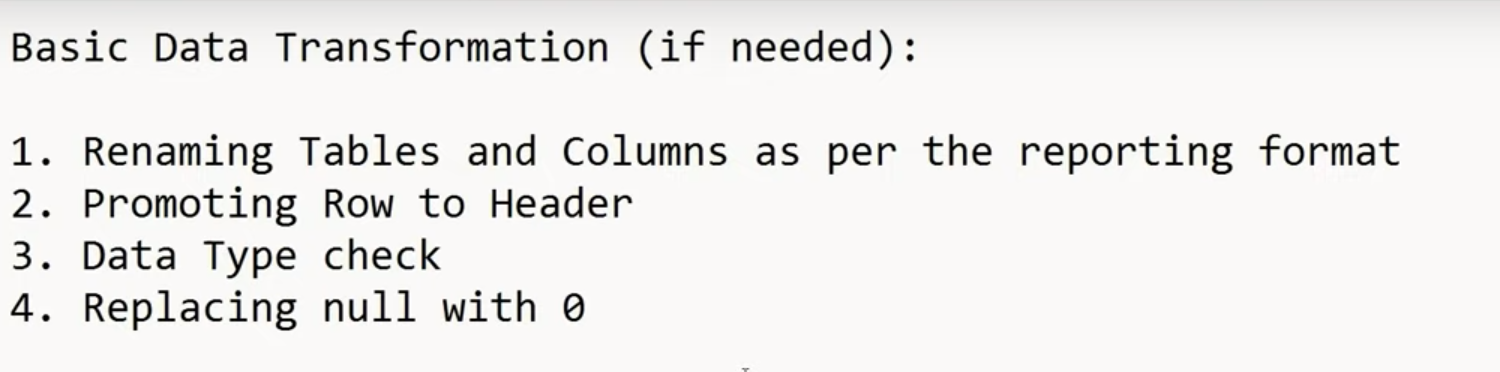 Basic Data Transformation (if needed):
1. Renaming Tables and Columns as per the reporting format
2. Promoting Row to Header
3. Data Type check
4. Replacing null with 0